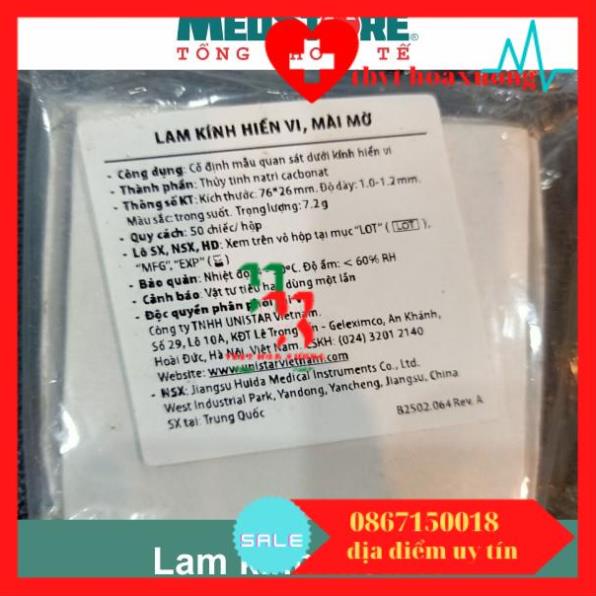 TỔNG KHO TẾ
tbythoaxuong
LAM KÍNH HIỂN VI, MÀI MỜ
- Công dụng: Cố định mẫu quan sát dưới kính hiển vi
- Thành phần: Thủy tinh natri cacbonat
- Thông số KT: Kích thước: 76*26mm. Độ dày: 1.0-1.2mm.
Màu sắc: trong suốt. Trọng lượng: 7.2g
- Quy cách: 50 chiếc/ hộp
- Lô SX, NSX, HD: Xem trên vỏ hộp tại mục "LOT" ( LOT ),
"MFG", "EXP" ( )
- Bảo quản: Nhiệt độ °C. Độ ẩm: < 60% RH
- Cảnh báo: Vật tư tiêu hao dùng một lần
- Độc quyền phân phối
Công ty TNHH UNISTAR Vietnam.
Số 29, Lô 10A, KĐT Lê Trọng - Geleximco, An Khánh,
Hoài Đức, Hà Nội, Việt Nam. CSKH: (024) 3201 2140
Website: www.unistarvietnam.com
- NSX: Jiangsu Huida Medical Instruments Co., Ltd.
West Industrial Park, Yandong, Yancheng, Jiangsu, China
SX tại: Trung Quốc
B2502.064 Rev. A
SALE
0867150018
địa điểm uy tín
Lam